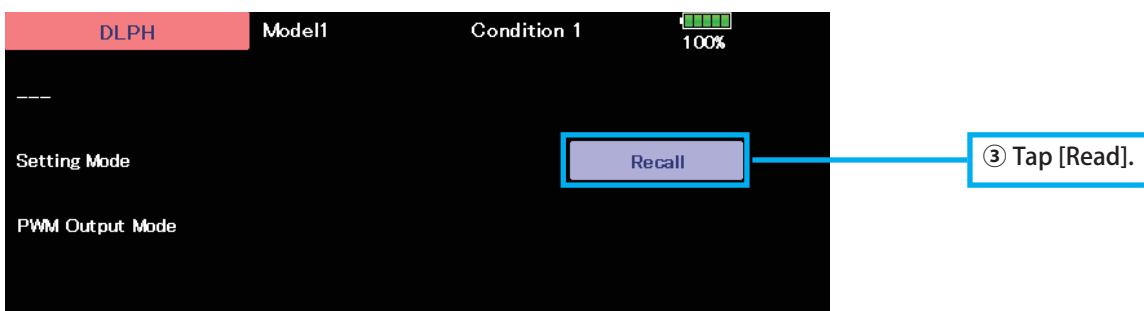 DLPH Model1 Condition 1 100%
---
Setting Mode Recall
③ Tap [Read].
PWM Output Mode